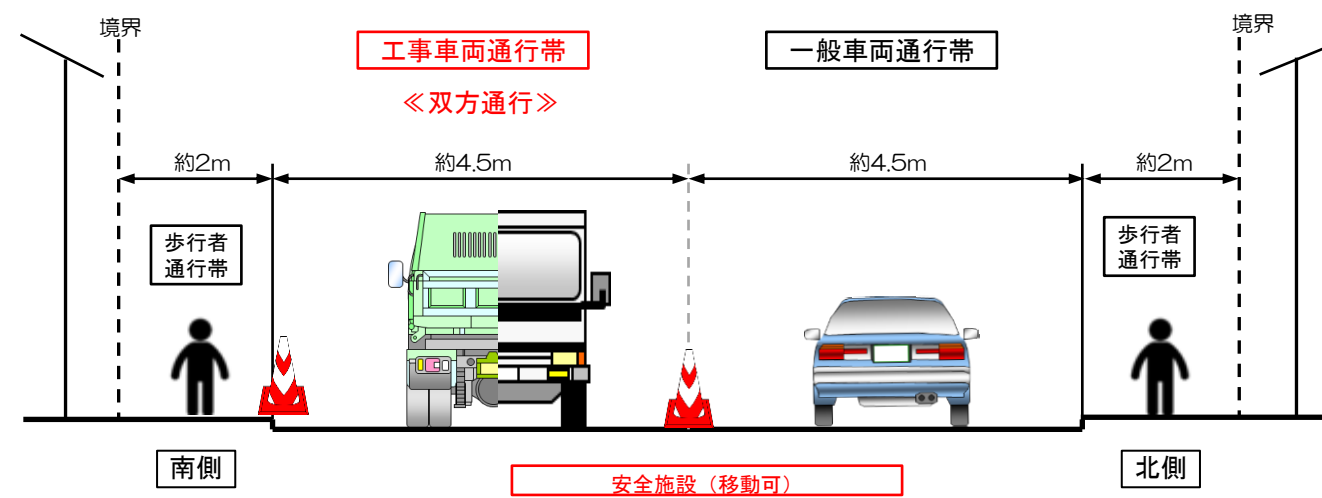 境界
境界
工事車両通行帯
一般車両通行帯
≪双方通行≫
約2m
約4.5m
約4.5m
約2m
歩行者
通行帯
歩行者
通行帯
南側
北側
安全施設（移動可）